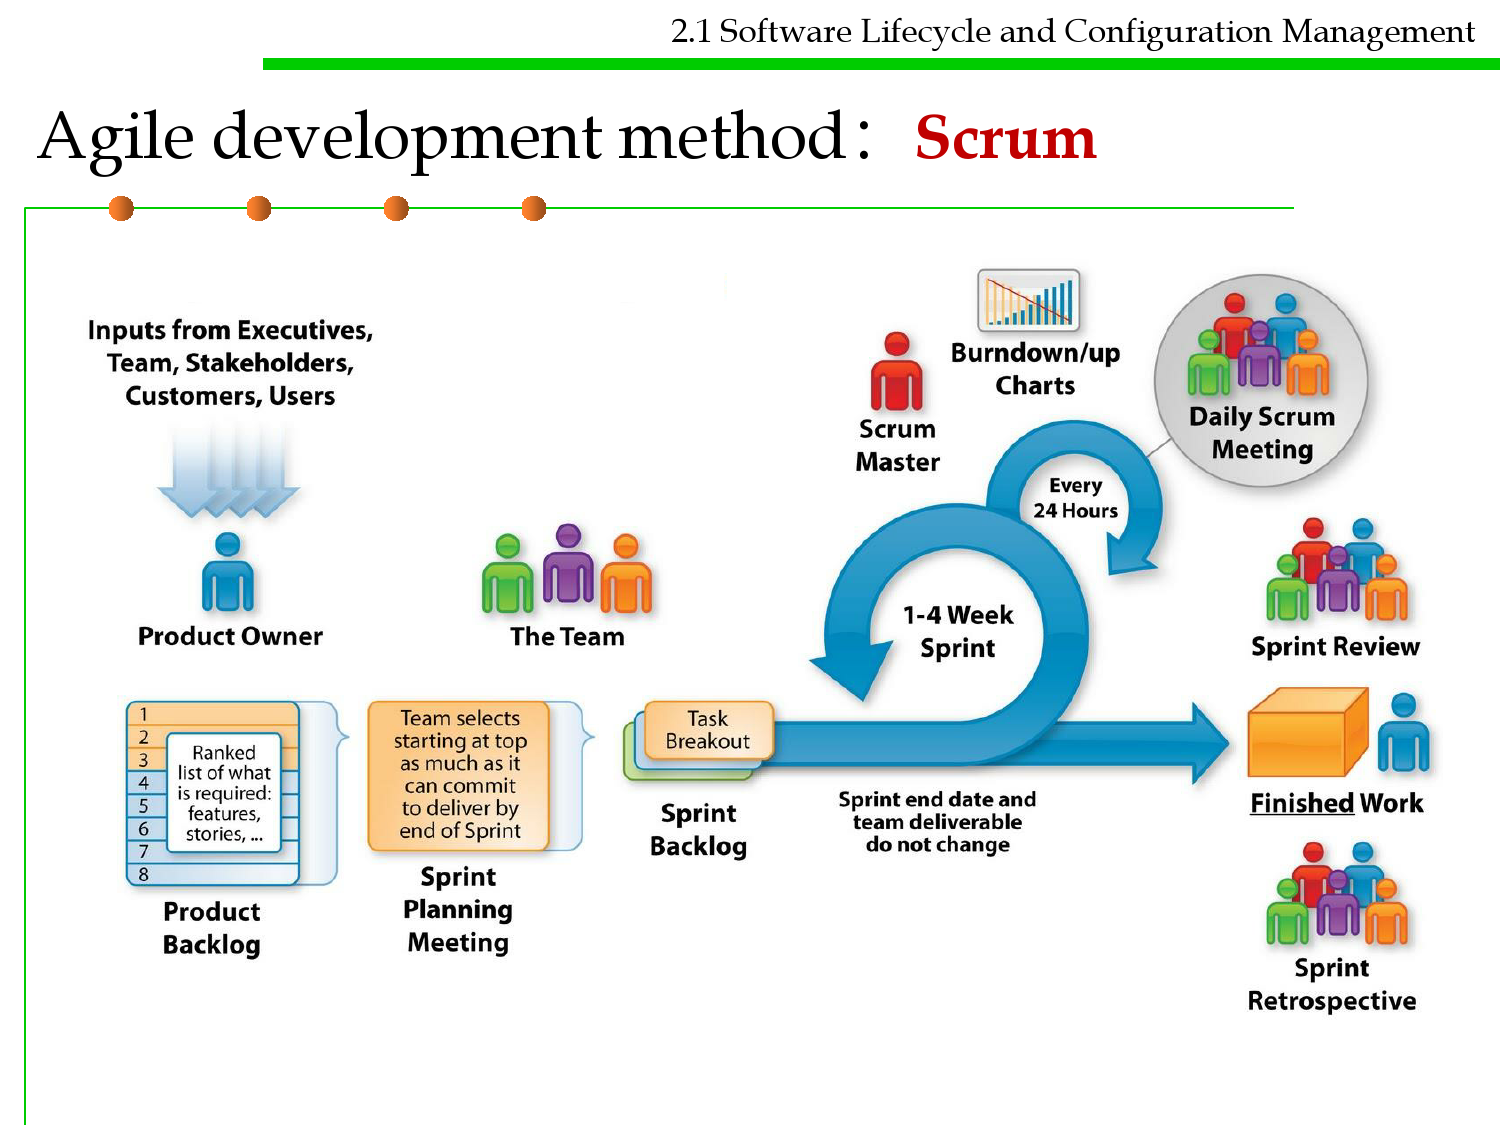 2.1 Software Lifecycle and Configuration Management
Agile development method： Scrum
Inputs from Executives,
Team, Stakeholders,
Customers, Users
Product Owner
The Team
Scrum
Master
Burndown/up
Charts
Daily Scrum
Meeting
Every
24 Hours
1-4 Week
Sprint
Sprint Review
1
2
3
4
5
6
7
8
Ranked
list of what
is required:
features,
stories, ...
Product
Backlog
Team selects
starting at top
as much as it
can commit
to deliver by
end of Sprint
Sprint
Planning
Meeting
Task
Breakout
Sprint
Backlog
Sprint end date and
team deliverable
do not change
Finished Work
Sprint
Retrospective